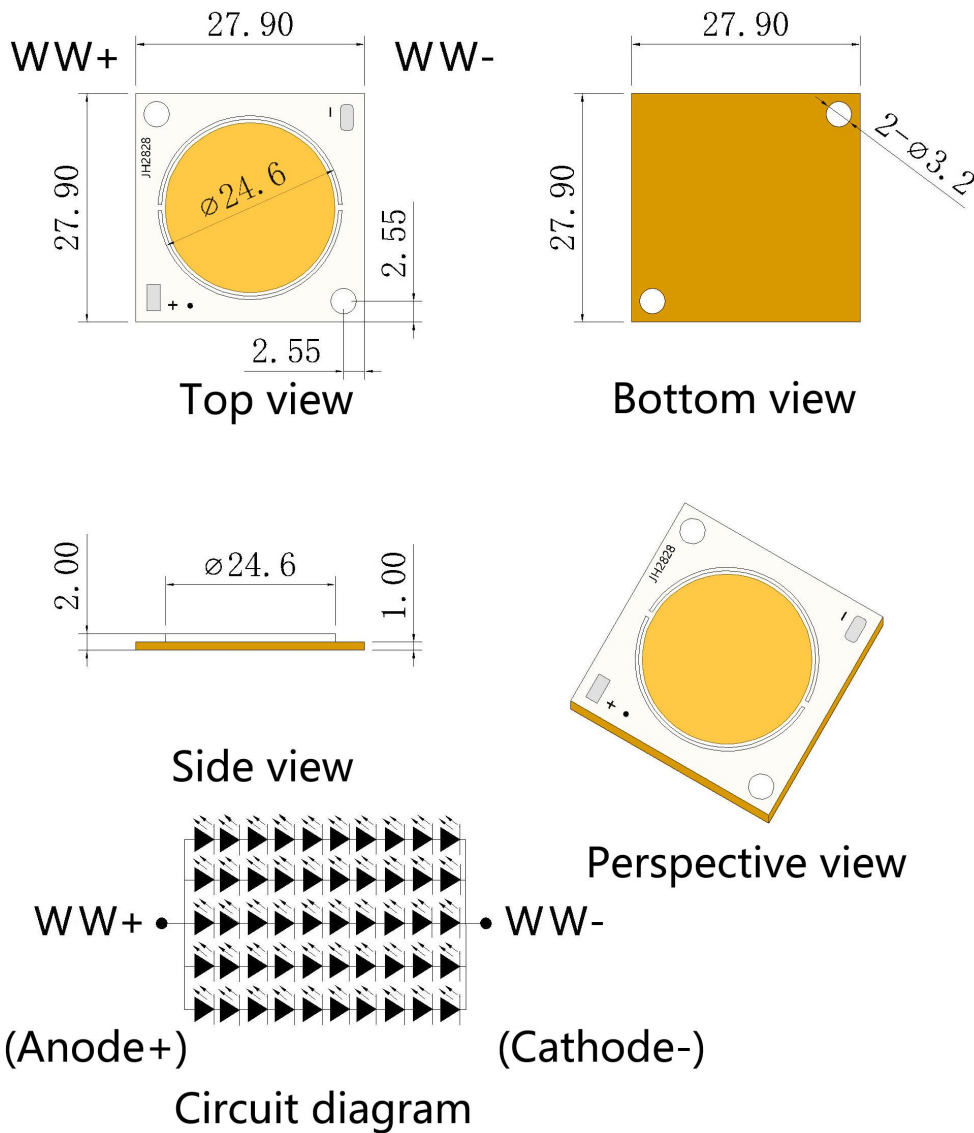 27.90
27.90
WW+
WW-
JH2828
-
⌀24.6
27.90
2.55
27.90
2-⌀3.2
+
2.55
Top view
Bottom view
2.00
⌀24.6
1.00
JH2828
-
+
Side view
Perspective view
WW+
WW-
(Anode+)
(Cathode-)
Circuit diagram